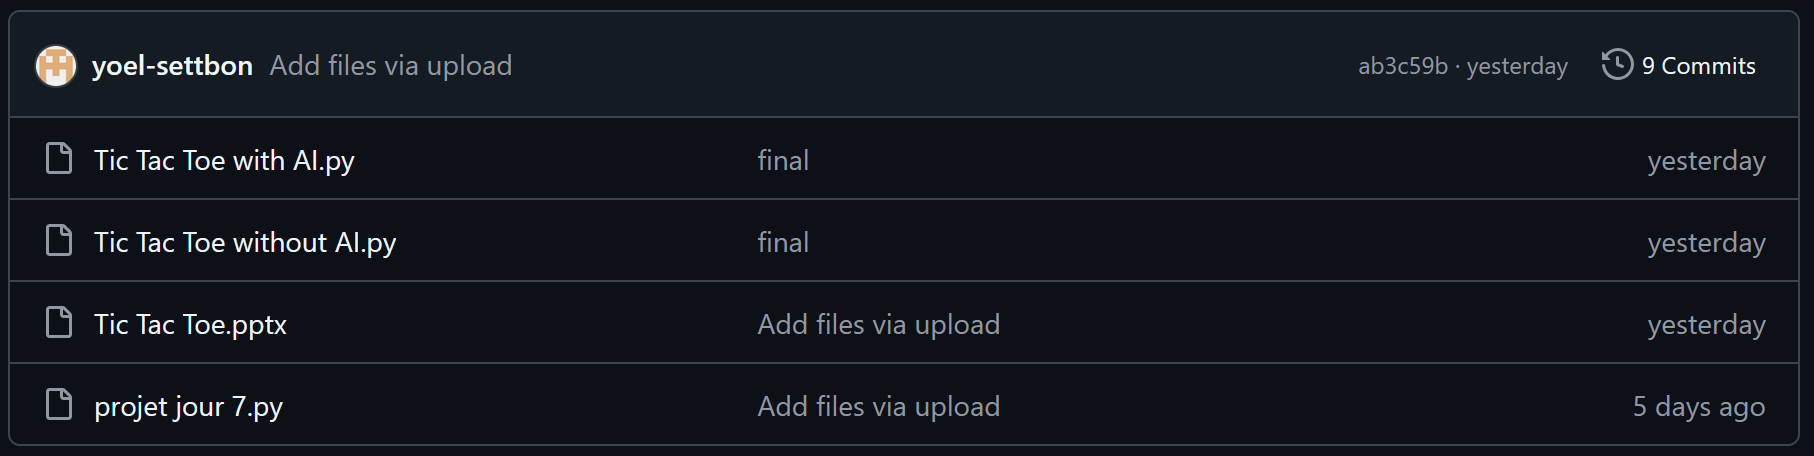 yoel-settbon Add files via upload ab3c59b · yesterday 9 Commits
Tic Tac Toe with AI.py final yesterday
Tic Tac Toe without AI.py final yesterday
Tic Tac Toe.pptx Add files via upload yesterday
projet jour 7.py Add files via upload 5 days ago